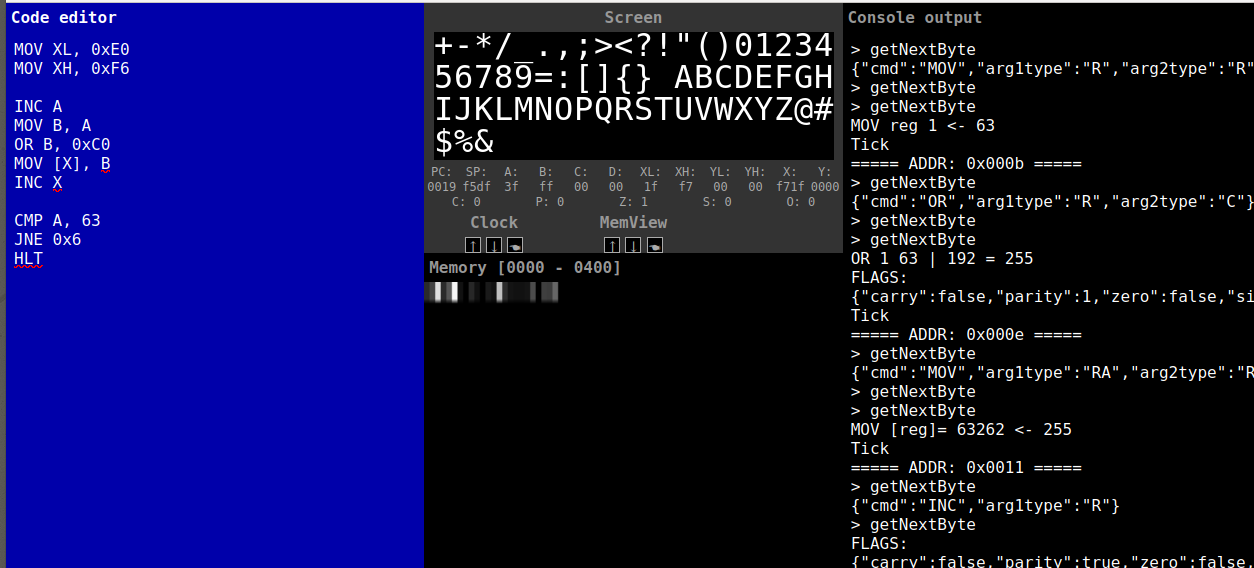 Code editor
MOV XL, 0xE0
MOV XH, 0xF6
INC A
MOV B, A
OR B, 0xC0
MOV [X], B
INC X
CMP A, 63
JNE 0x6
HLT
Screen
+-*/_.,;><?!"()01234
56789=:[]{} ABCDEFGH
IJKLMNOPQRSTUVWXYZ@#
$%&
PC: SP: A: B: C: D: XL: XH: YL: YH: X: Y:
0019 f5df 3f ff 00 00 1f f7 00 00 f71f 0000
C: 0 P: 0 Z: 1 S: 0 O: 0
Clock MemView
↑ ↓ ↑ ↓
Memory [0000 - 0400]
Console output
> getNextByte
{"cmd":"MOV","arg1type":"R","arg2type":"R"
> getNextByte
> getNextByte
MOV reg 1 <- 63
Tick
===== ADDR: 0x000b =====
> getNextByte
{"cmd":"OR","arg1type":"R","arg2type":"C"}
> getNextByte
> getNextByte
OR 1 63 | 192 = 255
FLAGS:
{"carry":false,"parity":1,"zero":false,"si
Tick
===== ADDR: 0x000e =====
> getNextByte
{"cmd":"MOV","arg1type":"RA","arg2type":"R
> getNextByte
> getNextByte
MOV [reg]= 63262 <- 255
Tick
===== ADDR: 0x0011 =====
> getNextByte
{"cmd":"INC","arg1type":"R"}
> getNextByte
FLAGS:
{"carry":false,"parity":true,"zero":false,